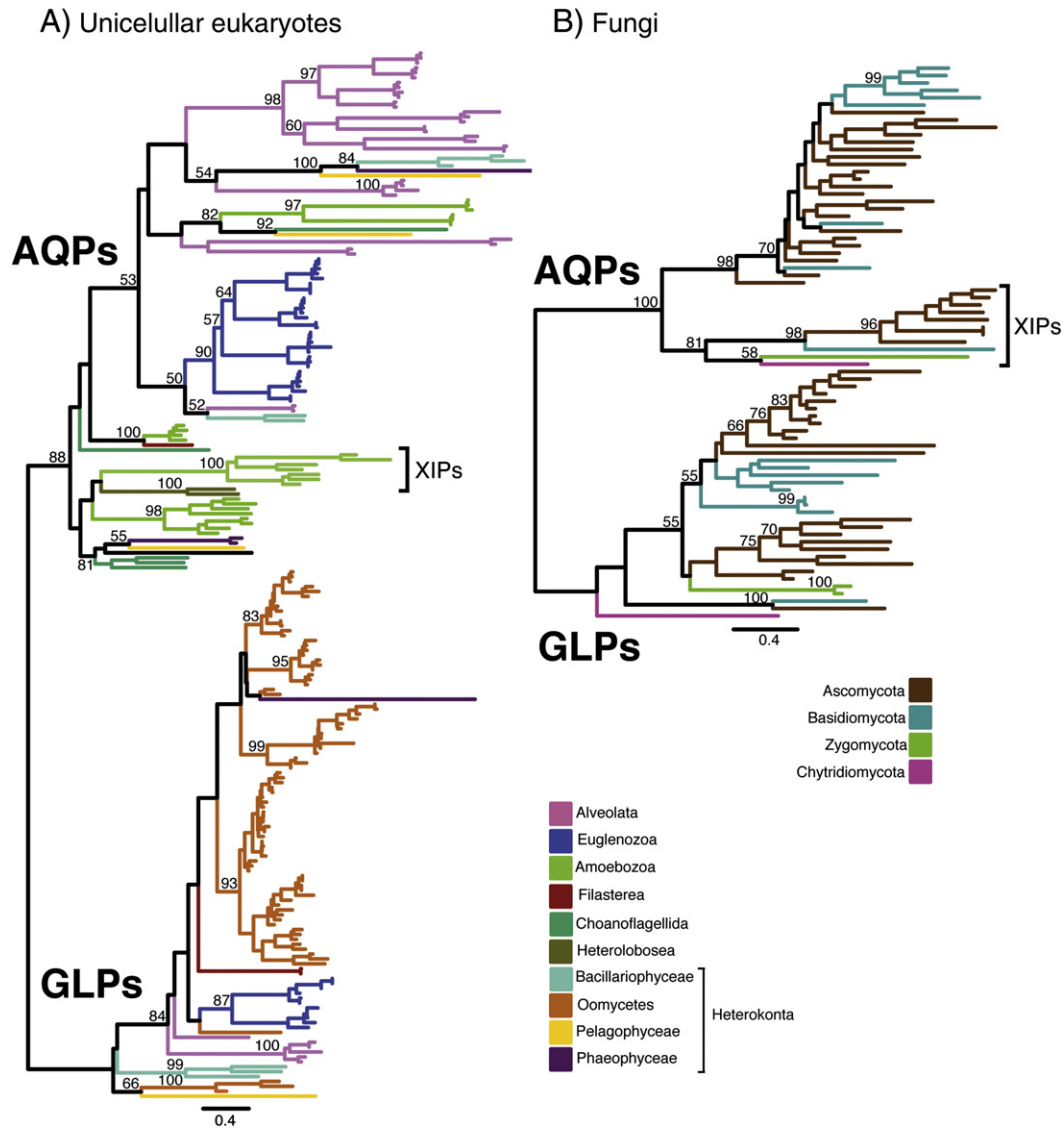 A) Unicelullar eukaryotes
97
98
60
100
84
54
100
97
82
92
AQPs
53
64
57
90
50
52
100
88
100
XIPs
100
98
55
81
83
95
99
93
GLPs
87
84
100
99
100
66
0.4
B) Fungi
99
70
AQPs
98
100
XIPs
96
98
81
58
83
76
66
55
99
55
70
75
100
100
GLPs
0.4
Ascomycota
Basidiomycota
Zygomycota
Chytridiomycota
Alveolata
Euglenozoa
Amoebozoa
Filasterea
Choanoflagellida
Heterolobosea
Bacillariophyceae
Oomycetes
Heterokonta
Pelagophyceae
Phaeophyceae